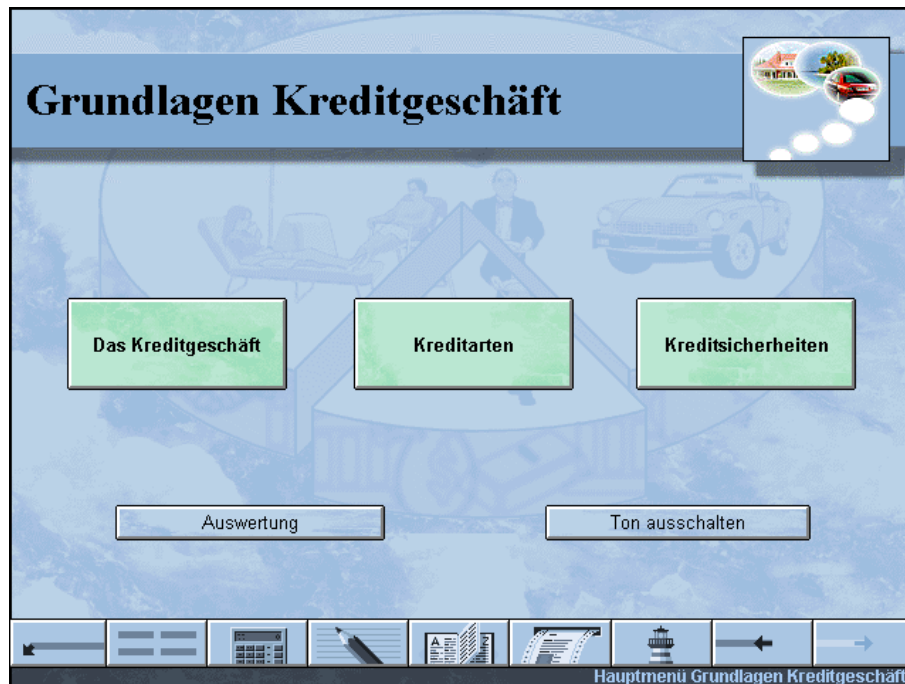 Grundlagen Kreditgeschäft
Das Kreditgeschäft
Kreditarten
Kreditsicherheiten
Auswertung
Ton ausschalten
A
Z
Hauptmenü Grundlagen Kreditgeschäft